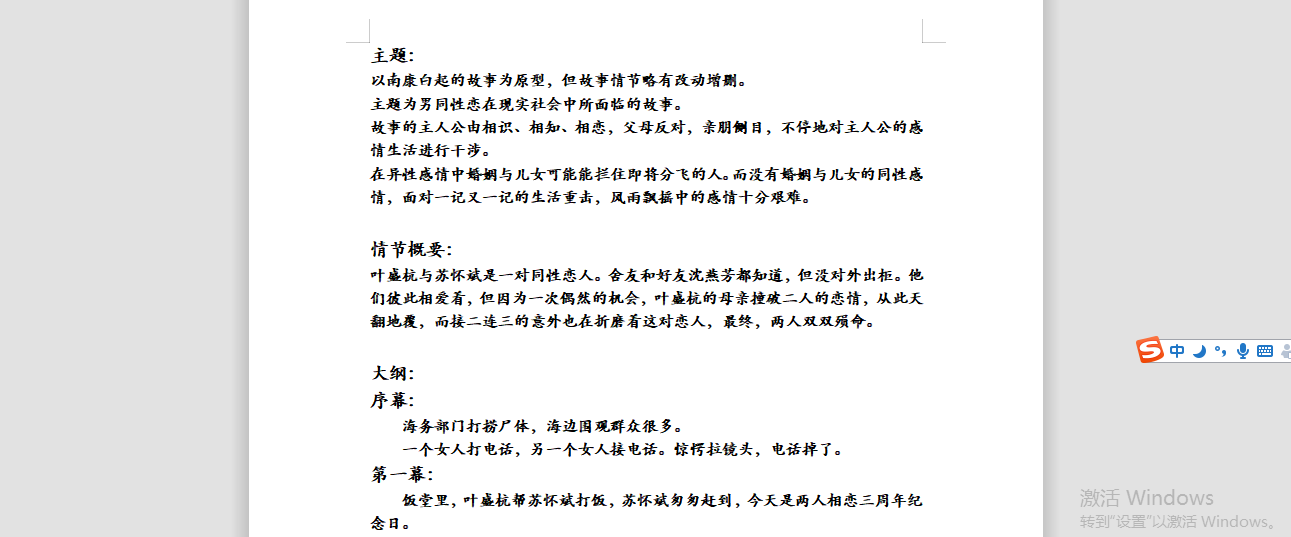 主题：
以南康白起的故事为原型，但故事情节略有改动增删。
主题为男同性恋在现实社会中所面临的故事。
故事的主人公由相识、相知、相恋，父母反对，亲朋侧目，不停地对主人公的感
情生活进行干涉。
在异性感情中婚姻与儿女可能能拦住即将分飞的人。而没有婚姻与儿女的同性感
情，面对一记又一记的生活重击，风雨飘摇中的感情十分艰难。
情节概要：
叶盛杭与苏怀斌是一对同性恋人。舍友和好友沈燕芳都知道，但没对外出柜。他
们彼此相爱着，但因为一次偶然的机会，叶盛杭的母亲撞破二人的恋情，从此天
翻地覆，而接二连三的意外也在折磨着这对恋人，最终，两人双双殒命。
大纲：
序幕：
海务部门打捞尸体，海边围观群众很多。
一个女人打电话，另一个女人接电话。惊愕拉镜头，电话掉了。
第一幕：
饭堂里，叶盛杭帮苏怀斌打饭，苏怀斌匆匆赶到，今天是两人相恋三周年纪
念日。
中
激活 Windows
转到"设置"以激活 Windows。